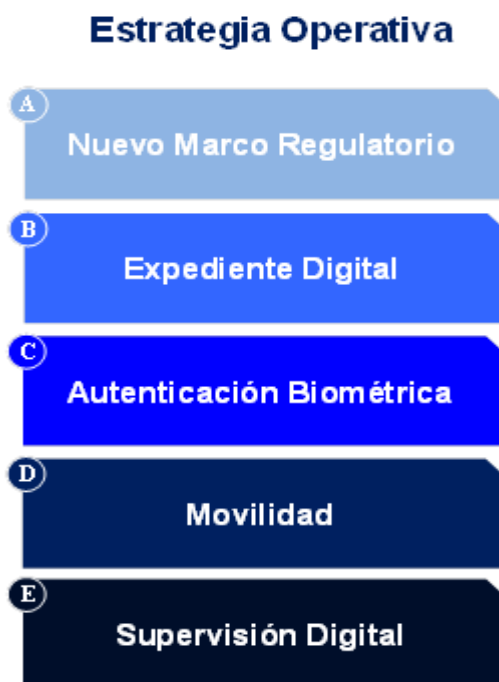 Estrategia Operativa
A
Nuevo Marco Regulatorio
B
Expediente Digital
C
Autenticación Biométrica
D
Movilidad
E
Supervisión Digital